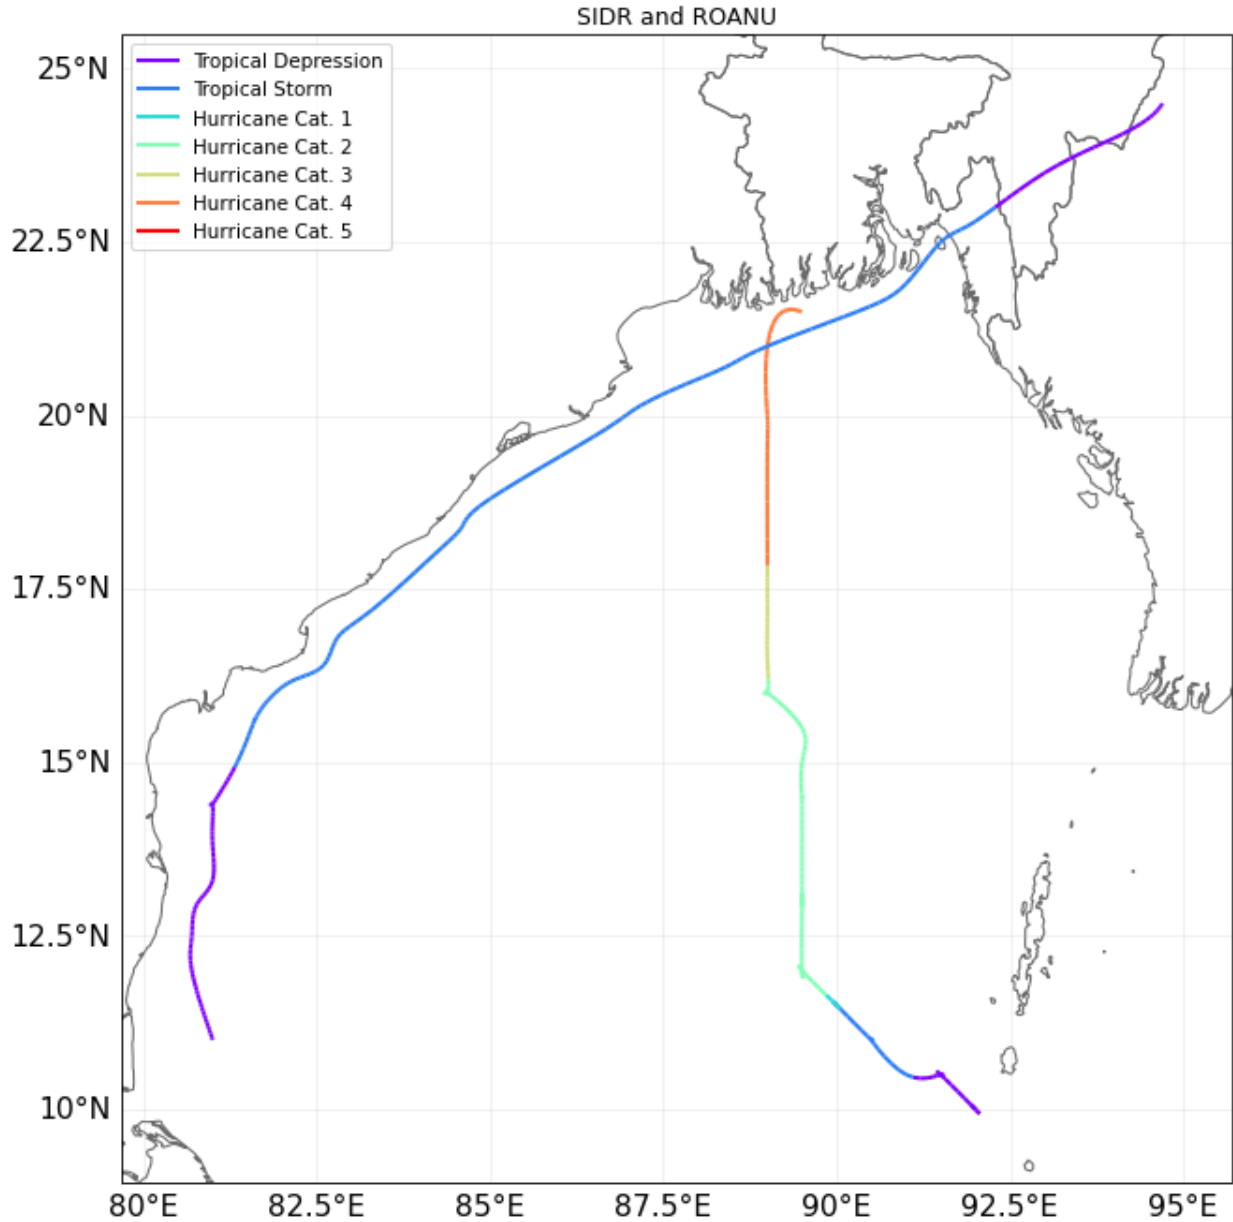 SIDR and ROANU
Tropical Depression
Tropical Storm
Hurricane Cat. 1
Hurricane Cat. 2
Hurricane Cat. 3
Hurricane Cat. 4
Hurricane Cat. 5
25°N
22.5°N
20°N
17.5°N
15°N
12.5°N
10°N
80°E 82.5°E 85°E 87.5°E 90°E 92.5°E 95°E